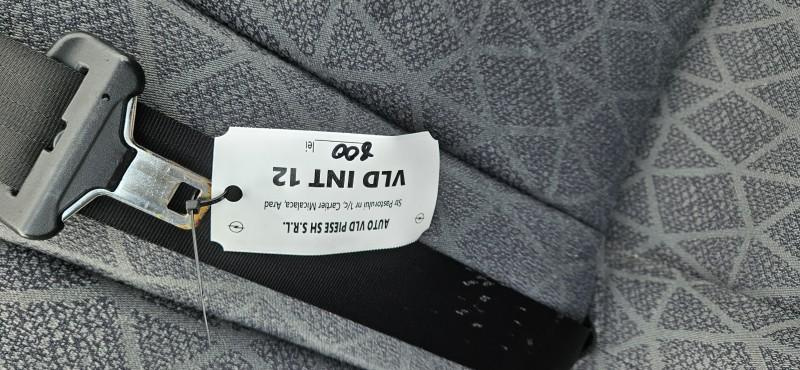 AUTO VLD PIESE SH S.R.L.
Str Pastorului nr 1/c, Cartier Micalaca Arad
VLD INT 12
800 lei